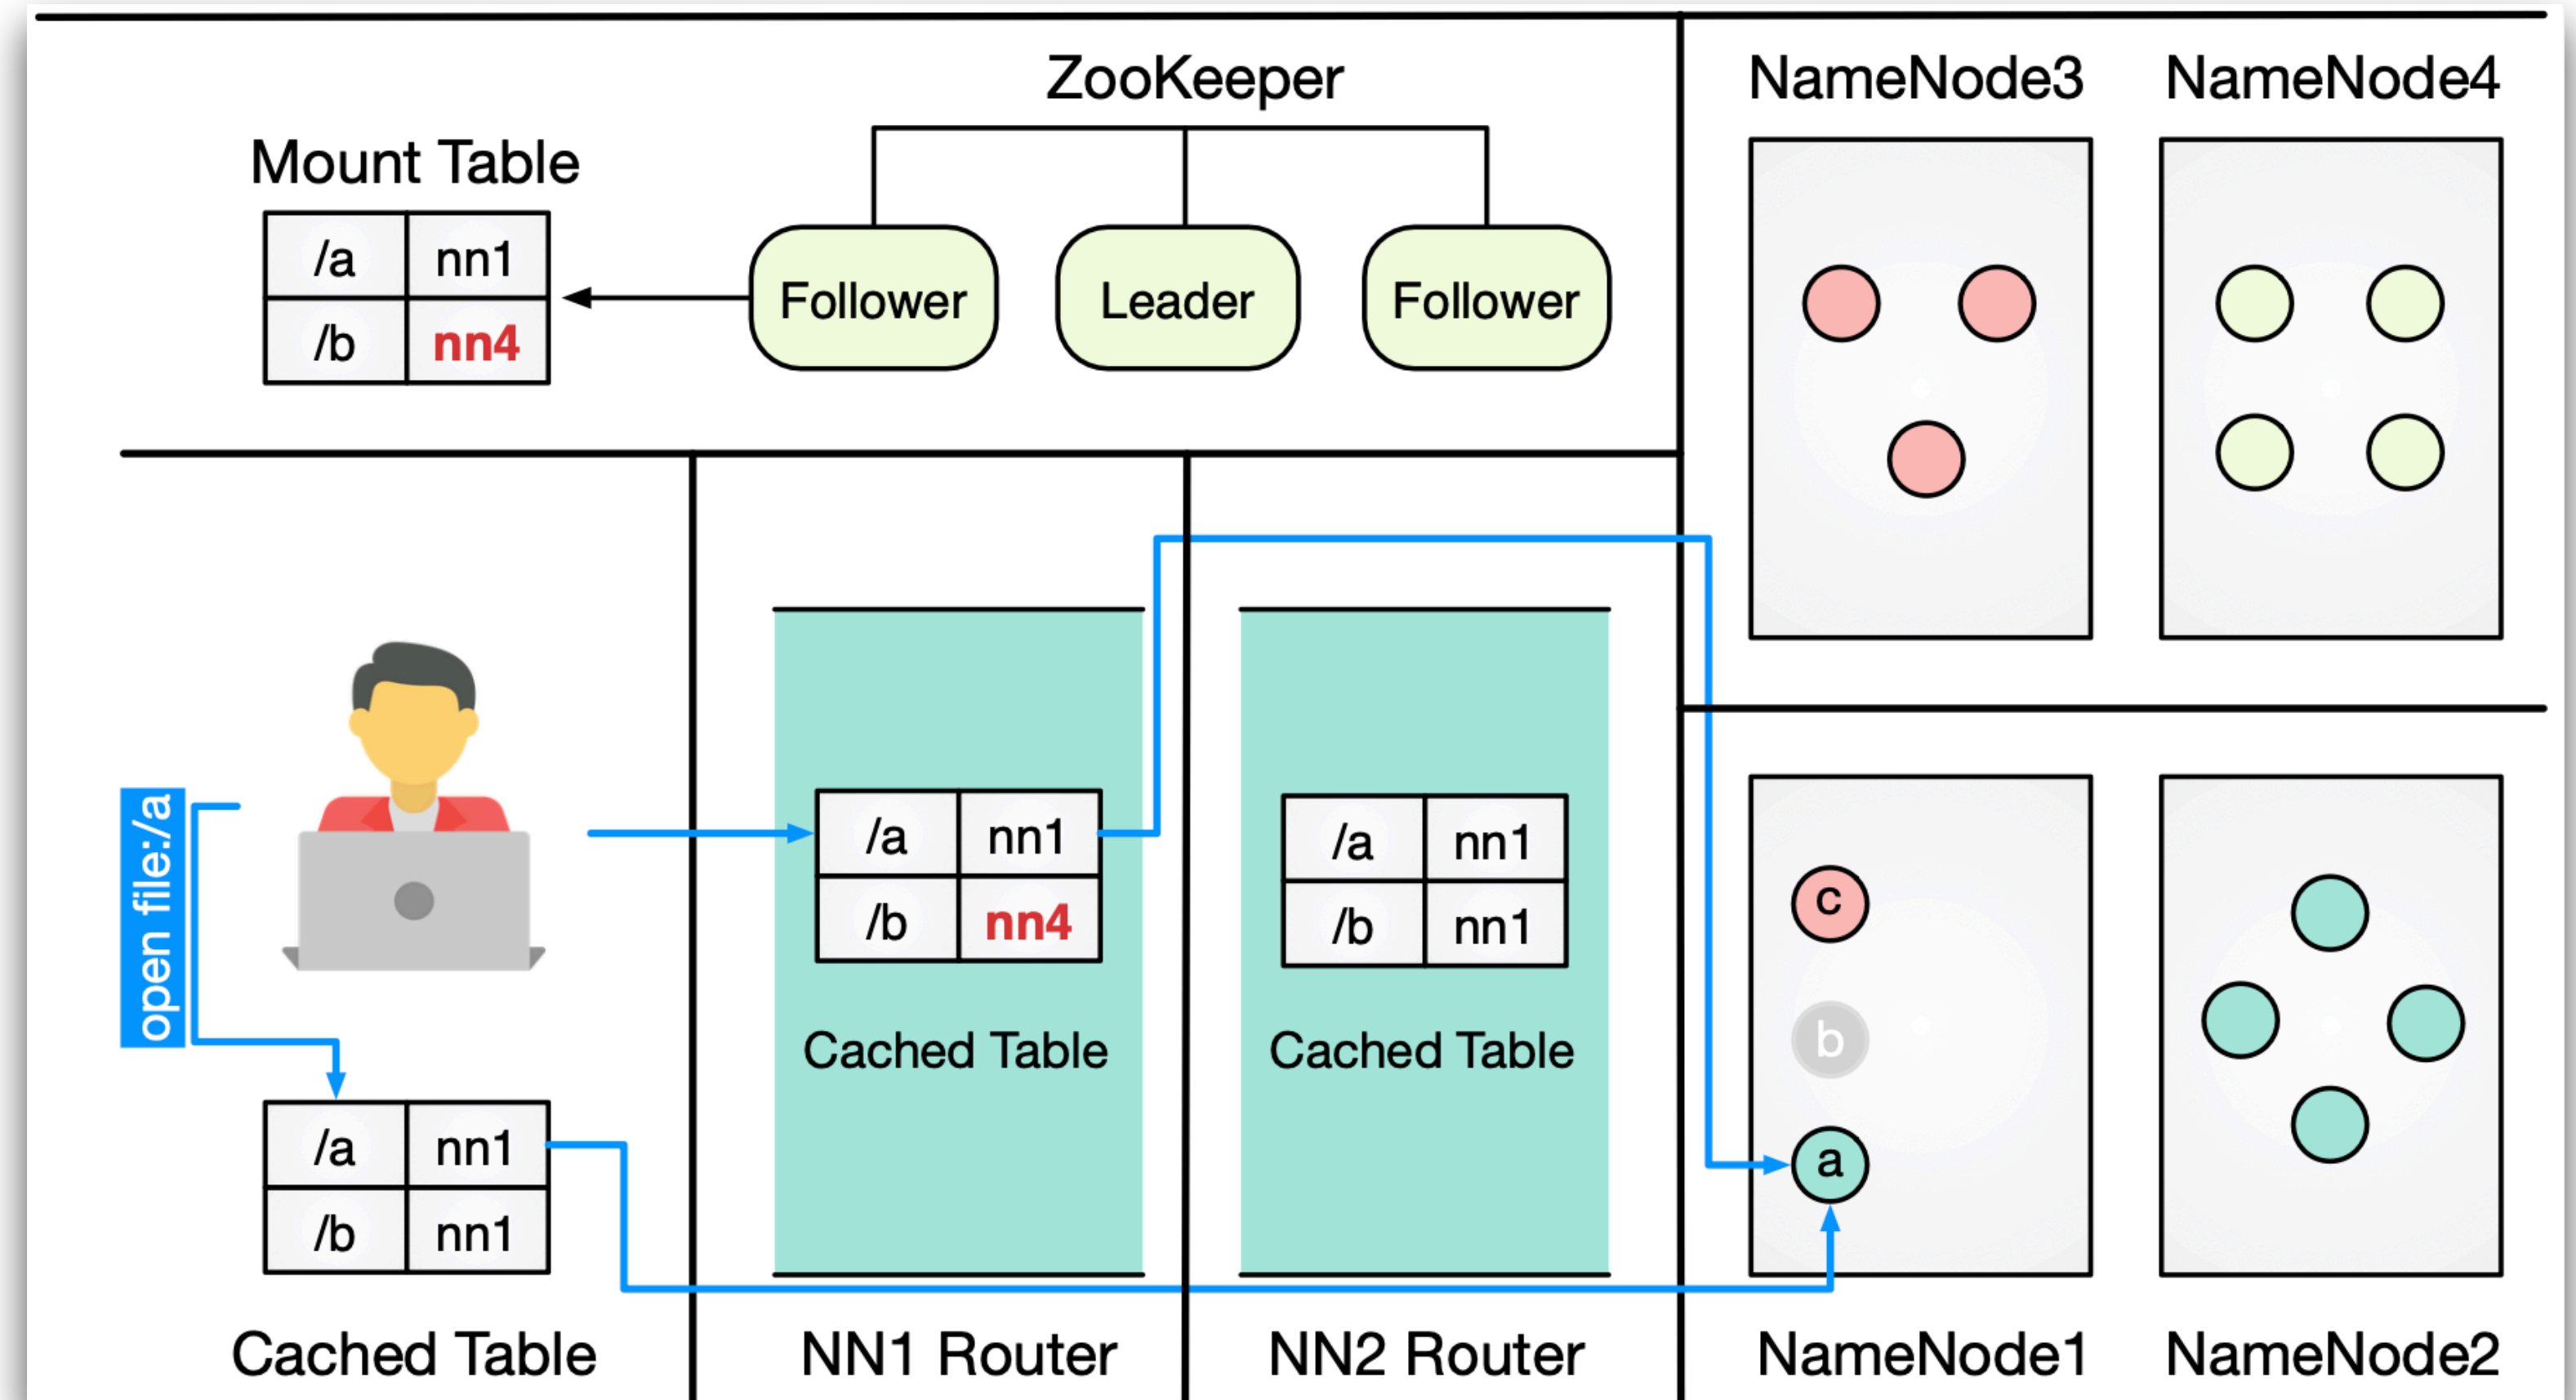 ZooKeeper
NameNode3
NameNode4
Mount Table
/a nn1
/b nn4
Follower
Leader
Follower
open file:/a
/a nn1
/b nn4
Cached Table
/a nn1
/b nn1
Cached Table
c
b
a
/a nn1
/b nn1
Cached Table
NN1 Router
NN2 Router
NameNode1
NameNode2